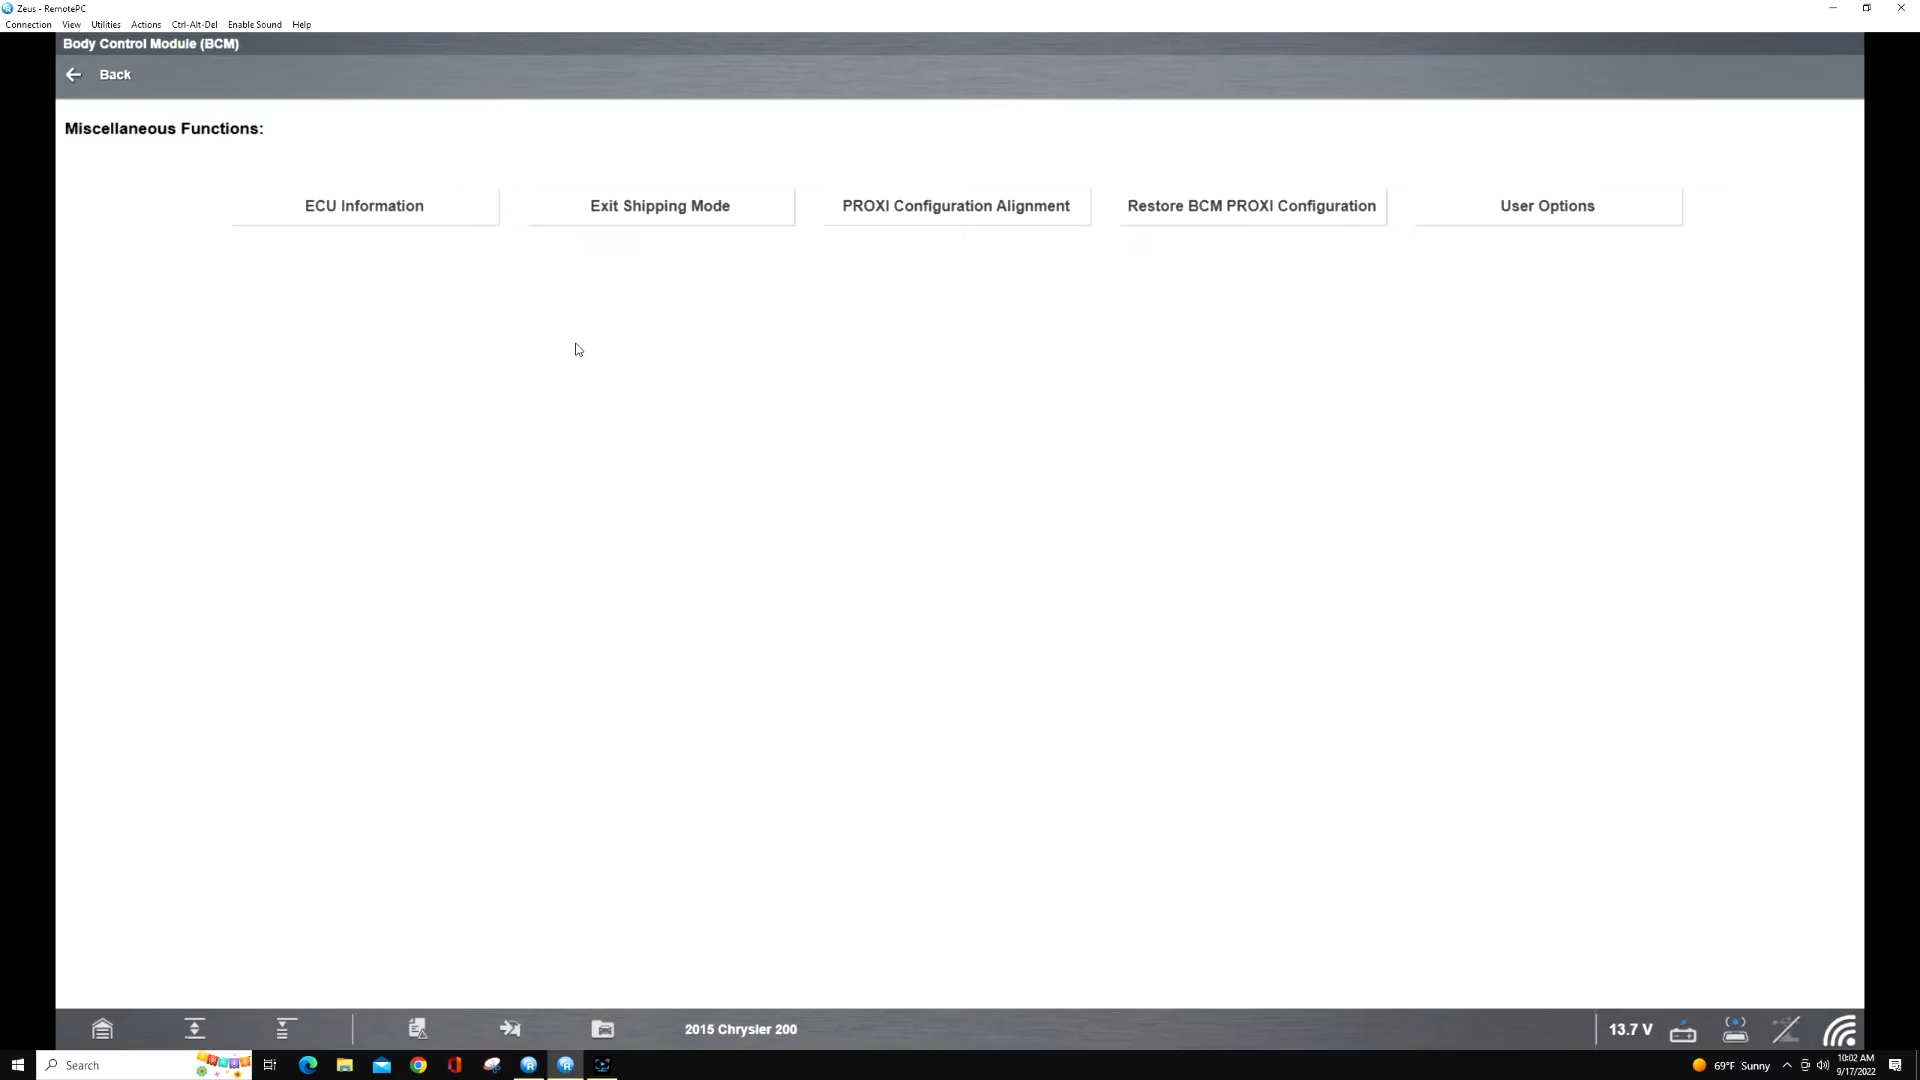 Zeus - RemotePC
Connection View Utilities Actions Ctrl-Alt-Del Enable Sound Help
Body Control Module (BCM)
Back
Miscellaneous Functions:
ECU Information
Exit Shipping Mode
PROXI Configuration Alignment
Restore BCM PROXI Configuration
User Options
2015 Chrysler 200
13.7 V
Search
69°F Sunny
10:02 AM
9/17/2022